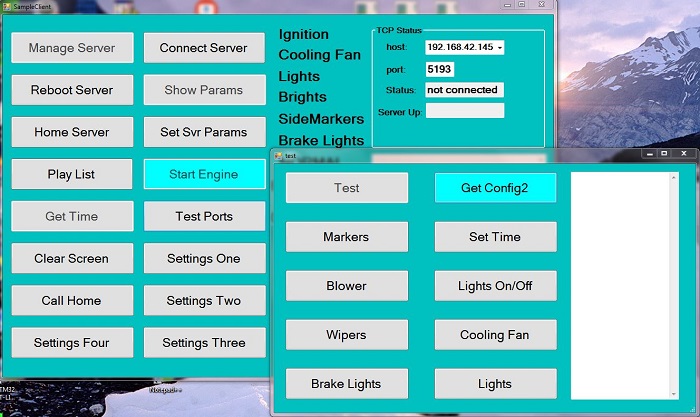 SampleClient
Manage Server
Connect Server
Reboot Server
Show Params
Home Server
Set Svr Params
Play List
Start Engine
Get Time
Test Ports
Clear Screen
Settings One
Call Home
Settings Two
Settings Four
Settings Three
Ignition
Cooling Fan
Lights
Brights
SideMarkers
Brake Lights
TCP Status
host: 192.168.42.145
port: 5193
Status: not connected
Server Up:
test
Test
Get Config2
Markers
Set Time
Blower
Lights On/Off
Wipers
Cooling Fan
Brake Lights
Lights
Notepad++